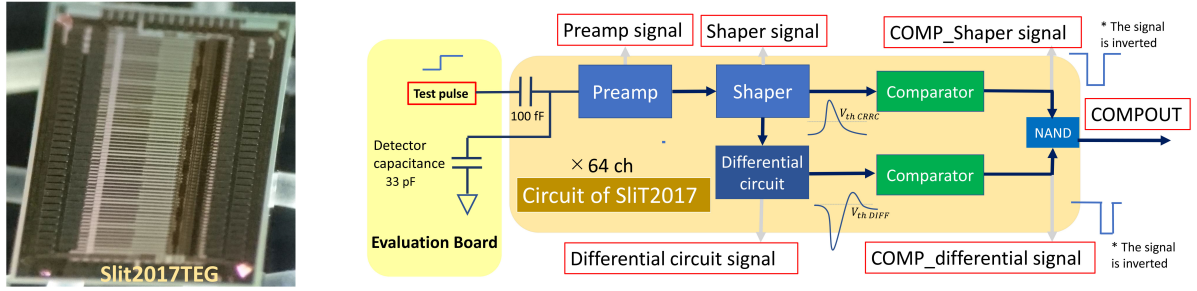 Slit2017TEG
Preamp signal
Shaper signal
COMP_Shaper signal
* The signal
is inverted
Test pulse
100 fF
Preamp
Shaper
Comparator
V_{th CRRC}
COMPOUT
NAND
Detector
capacitance
33 pF
× 64 ch
Circuit of SliT2017
Differential
circuit
Comparator
V_{th DIFF}
Evaluation Board
Differential circuit signal
COMP_differential signal
* The signal
is inverted